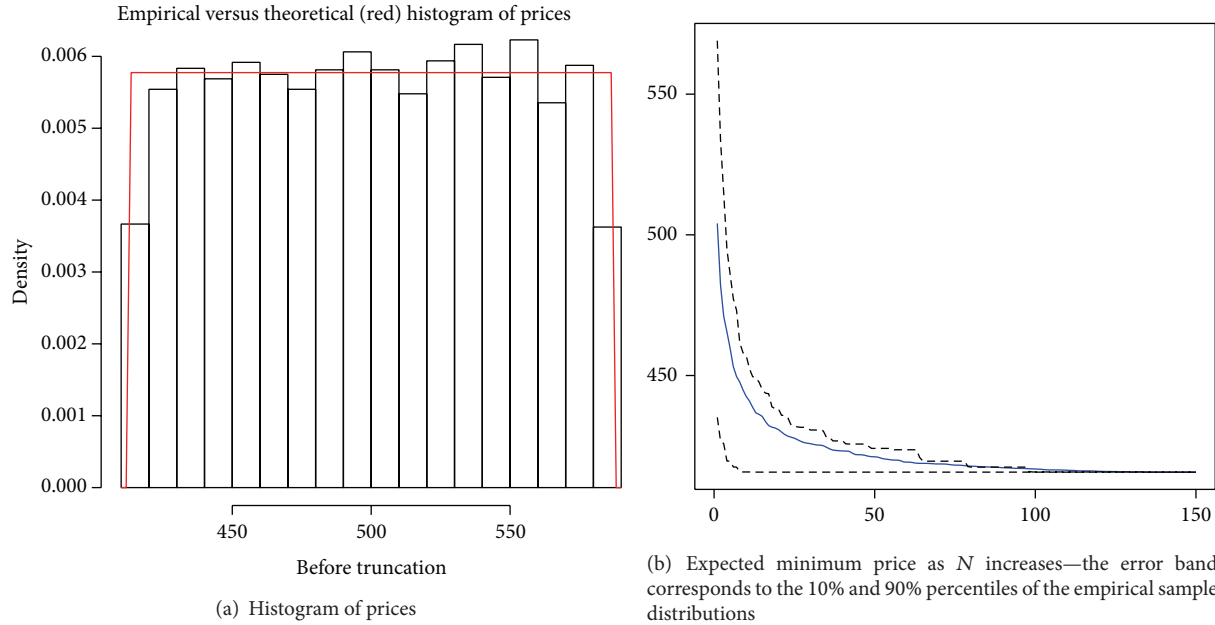 Empirical versus theoretical (red) histogram of prices
0.006
0.005
0.004
0.003
0.002
0.001
0.000
Density
450 500 550
Before truncation
(a) Histogram of prices
550
500
450
0 50 100 150
(b) Expected minimum price as N increases—the error band
corresponds to the 10% and 90% percentiles of the empirical sample
distributions